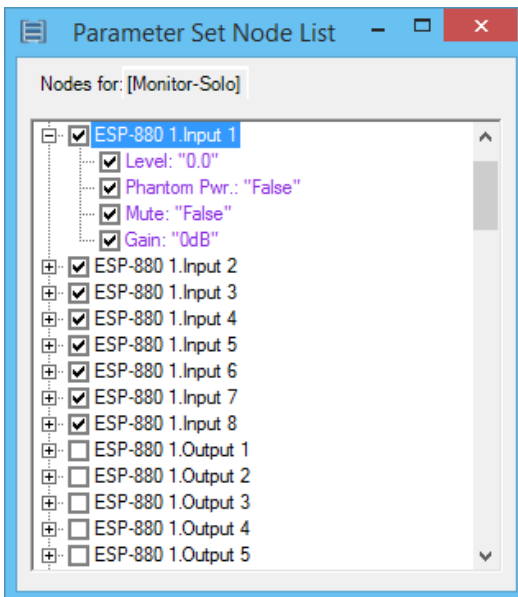 Parameter Set Node List
Nodes for: [Monitor-Solo]
ESP-880 1.Input 1
Level: "0.0"
Phantom Pwr.: "False"
Mute: "False"
Gain: "0dB"
ESP-880 1.Input 2
ESP-880 1.Input 3
ESP-880 1.Input 4
ESP-880 1.Input 5
ESP-880 1.Input 6
ESP-880 1.Input 7
ESP-880 1.Input 8
ESP-880 1.Output 1
ESP-880 1.Output 2
ESP-880 1.Output 3
ESP-880 1.Output 4
ESP-880 1.Output 5